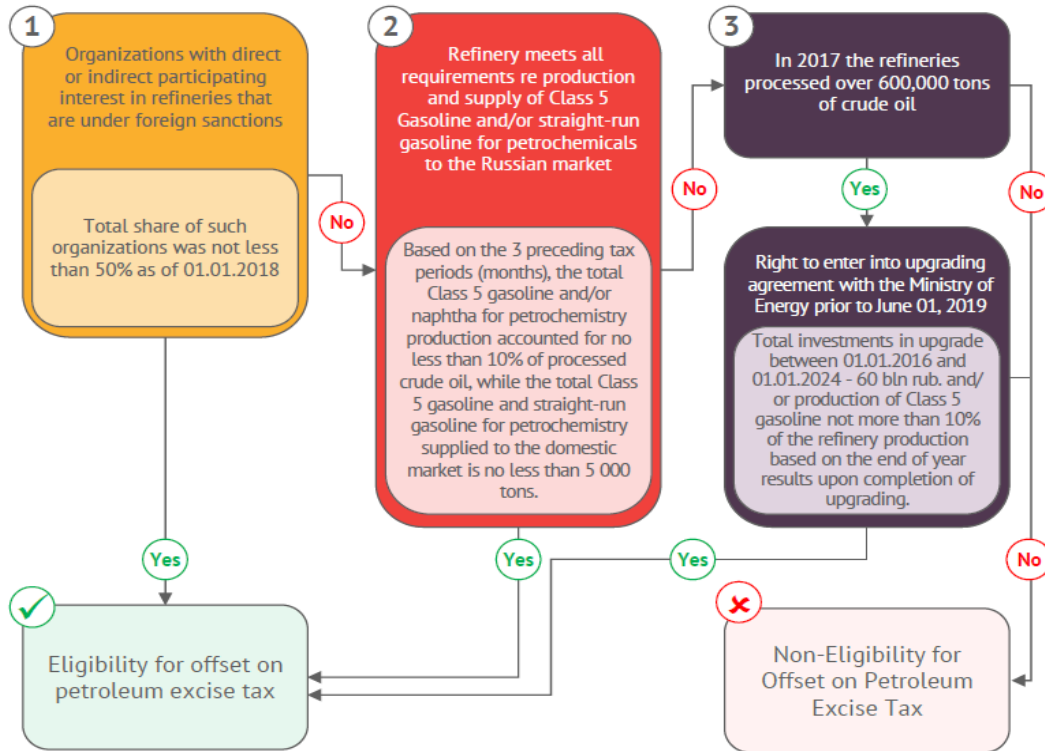 1
Organizations with direct
or indirect participating
interest in refineries that
are under foreign sanctions
Total share of such
organizations was not less
than 50% as of 01.01.2018
No
Yes
2
Refinery meets all
requirements re production
and supply of Class 5
Gasoline and/or straight-run
gasoline for petrochemicals
to the Russian market
Based on the 3 preceding tax
periods (months), the total
Class 5 gasoline and/or
naphtha for petrochemistry
production accounted for no
less than 10% of processed
crude oil, while the total Class
5 gasoline and straight-run
gasoline for petrochemistry
supplied to the domestic
market is no less than 5 000
tons.
No
Yes
3
In 2017 the refineries
processed over 600,000 tons
of crude oil
Yes
No
Right to enter into upgrading
agreement with the Ministry of
Energy prior to June 01, 2019
Total investments in upgrade
between 01.01.2016 and
01.01.2024 - 60 bln rub. and/
or production of Class 5
gasoline not more than 10%
of the refinery production
based on the end of year
results upon completion of
upgrading.
Yes
No
Eligibility for offset on
petroleum excise tax
Non-Eligibility for
Offset on Petroleum
Excise Tax